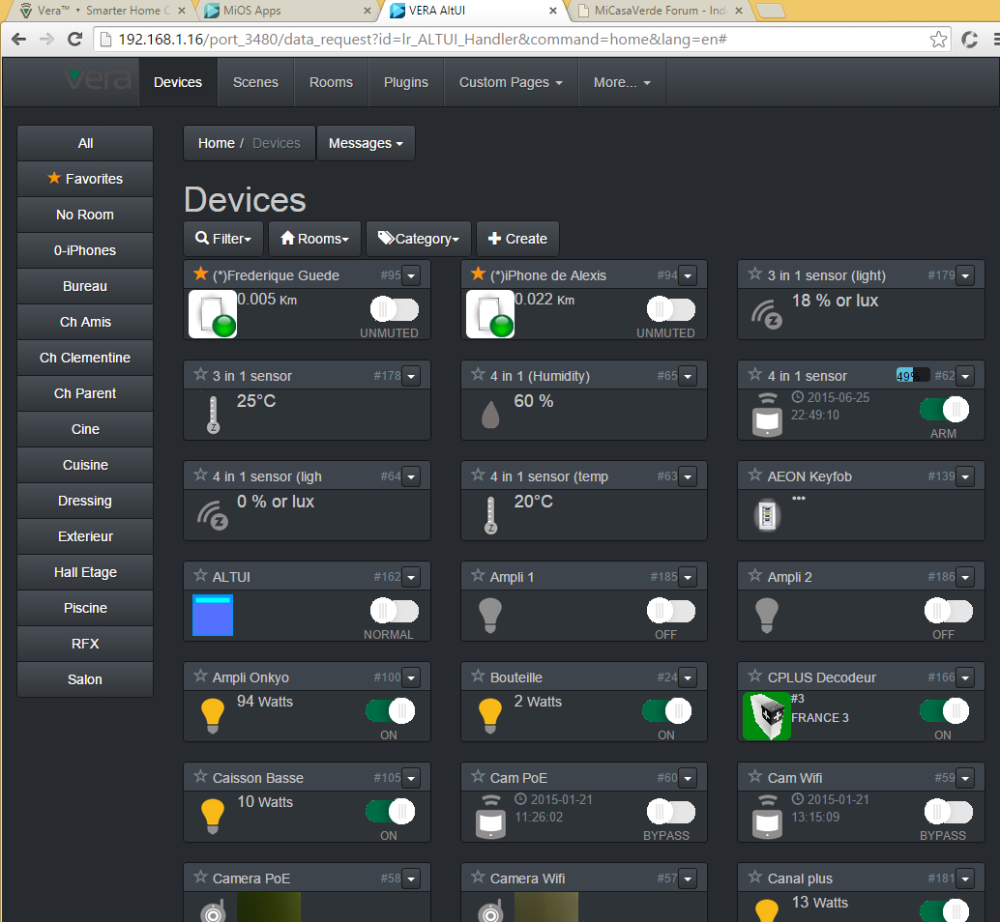 Vera™ • Smarter Home C
MiOS Apps
VERA AltUI
MiCasaVerde Forum - Ind
192.168.1.16/port_3480/data_request?id=lr_ALTUI_Handler&command=home&lang=en#
vera
Devices
Scenes
Rooms
Plugins
Custom Pages
More...
All
Favorites
No Room
0-iPhones
Bureau
Ch Amis
Ch Clementine
Ch Parent
Cine
Cuisine
Dressing
Exterieur
Hall Etage
Piscine
RFX
Salon
Home / Devices
Messages
Devices
Filter
Rooms
Category
Create
(*)Frederique Guede #95
0.005 Km
UNMUTED
(*)iPhone de Alexis #94
0.022 Km
UNMUTED
3 in 1 sensor (light) #179
18 % or lux
3 in 1 sensor #178
25°C
4 in 1 (Humidity) #65
60 %
4 in 1 sensor 49% #62
2015-06-25
22:49:10
ARM
4 in 1 sensor (ligh #64
0 % or lux
4 in 1 sensor (temp #63
20°C
AEON Keyfob #139
•••
ALTUI #162
NORMAL
Ampli 1 #185
OFF
Ampli 2 #186
OFF
Ampli Onkyo #100
94 Watts
ON
Bouteille #24
2 Watts
ON
CPLUS Decodeur #166
#3
FRANCE 3
ON
Caisson Basse #105
10 Watts
ON
Cam PoE #60
2015-01-21
11:26:02
BYPASS
Cam Wifi #59
2015-01-21
13:15:09
BYPASS
Camera PoE #58
Camera Wifi #57
Canal plus #181
13 Watts